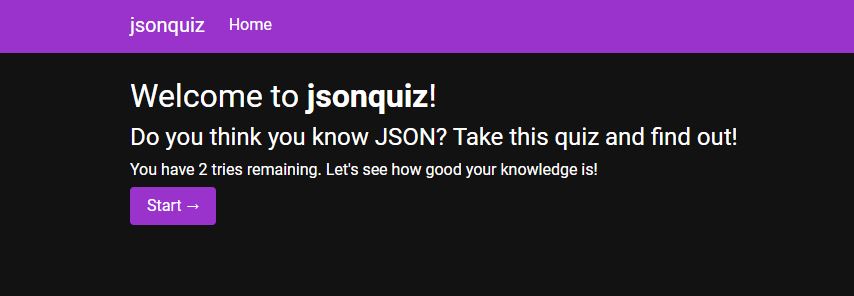 jsonquiz Home
Welcome to jsonquiz!
Do you think you know JSON? Take this quiz and find out!
You have 2 tries remaining. Let's see how good your knowledge is!
Start →